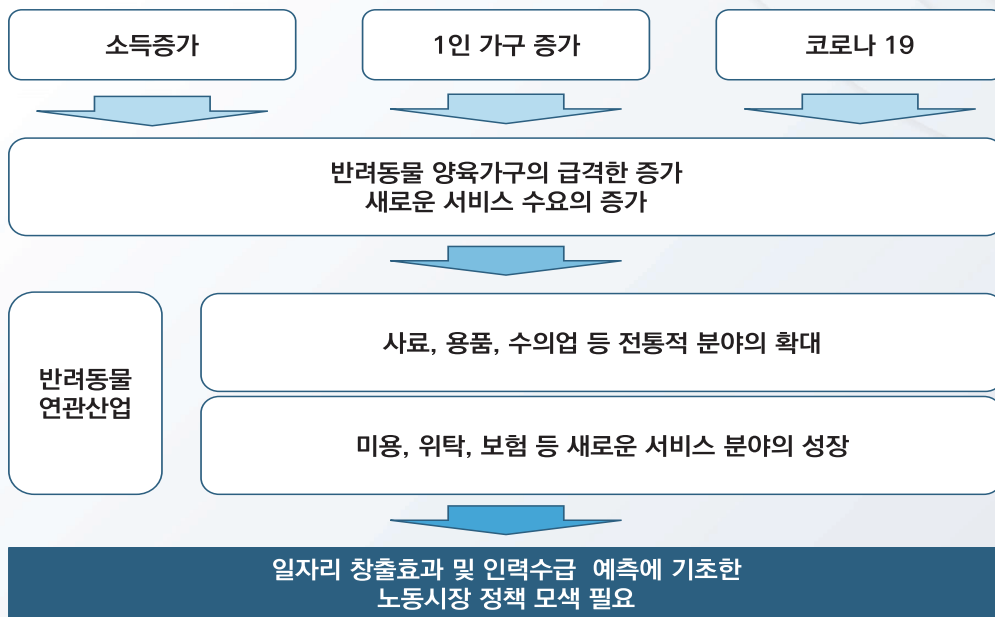 소득증가
1인 가구 증가
코로나 19
반려동물 양육가구의 급격한 증가
새로운 서비스 수요의 증가
반려동물
연관산업
사료, 용품, 수의업 등 전통적 분야의 확대
미용, 위탁, 보험 등 새로운 서비스 분야의 성장
일자리 창출효과 및 인력수급 예측에 기초한
노동시장 정책 모색 필요